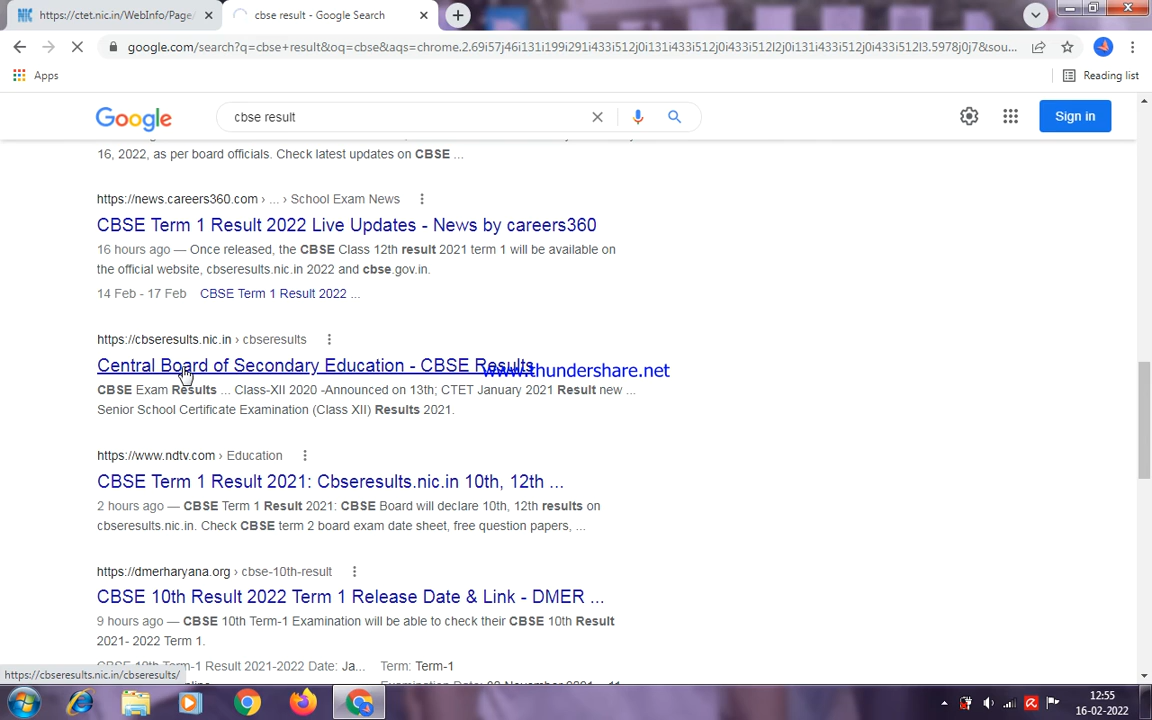 https://ctet.nic.in/WebInfo/Page/
cbse result - Google Search
google.com/search?q=cbse+result&oq=cbse&aqs=chrome.2.69i57j46i131i199i291i433i512j0i131i433i512j0i433i512l2j0i131i433i512j0i433i512j0i512l3.5978j0j7&sou...
Apps
Reading list
Google
cbse result
Sign in
16, 2022, as per board officials. Check latest updates on CBSE ...
https://news.careers360.com › ... › School Exam News
CBSE Term 1 Result 2022 Live Updates - News by careers360
16 hours ago — Once released, the CBSE Class 12th result 2021 term 1 will be available on
the official website, cbseresults.nic.in 2022 and cbse.gov.in.
14 Feb - 17 Feb CBSE Term 1 Result 2022 ...
https://cbseresults.nic.in › cbseresults
Central Board of Secondary Education - CBSE Results
www.thundershare.net
CBSE Exam Results ... Class-XII 2020 -Announced on 13th; CTET January 2021 Result new ...
Senior School Certificate Examination (Class XII) Results 2021.
https://www.ndtv.com › Education
CBSE Term 1 Result 2021: Cbseresults.nic.in 10th, 12th ...
2 hours ago — CBSE Term 1 Result 2021: CBSE Board will declare 10th, 12th results on
cbseresults.nic.in. Check CBSE term 2 board exam date sheet, free question papers, ...
https://dmerharyana.org › cbse-10th-result
CBSE 10th Result 2022 Term 1 Release Date & Link - DMER ...
9 hours ago — CBSE 10th Term-1 Examination will be able to check their CBSE 10th Result
2021- 2022 Term 1.
CBSE 10th Term-1 Result 2021-2022 Date: Ja... Term: Term-1
https://cbseresults.nic.in/cbseresults/
12:55
16-02-2022